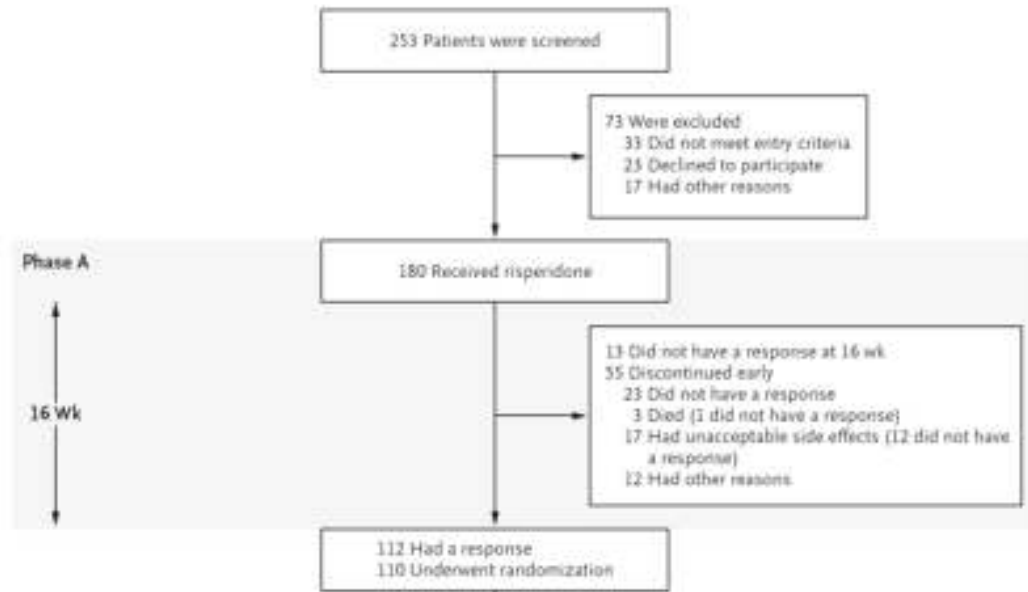 253 Patients were screened
73 Were excluded
33 Did not meet entry criteria
23 Declined to participate
17 Had other reasons
Phase A
180 Received risperidone
16 Wk
13 Did not have a response at 16 wk
55 Discontinued early
23 Did not have a response
3 Died (1 did not have a response)
17 Had unacceptable side effects (12 did not have
a response)
12 Had other reasons
112 Had a response
110 Underwent randomization